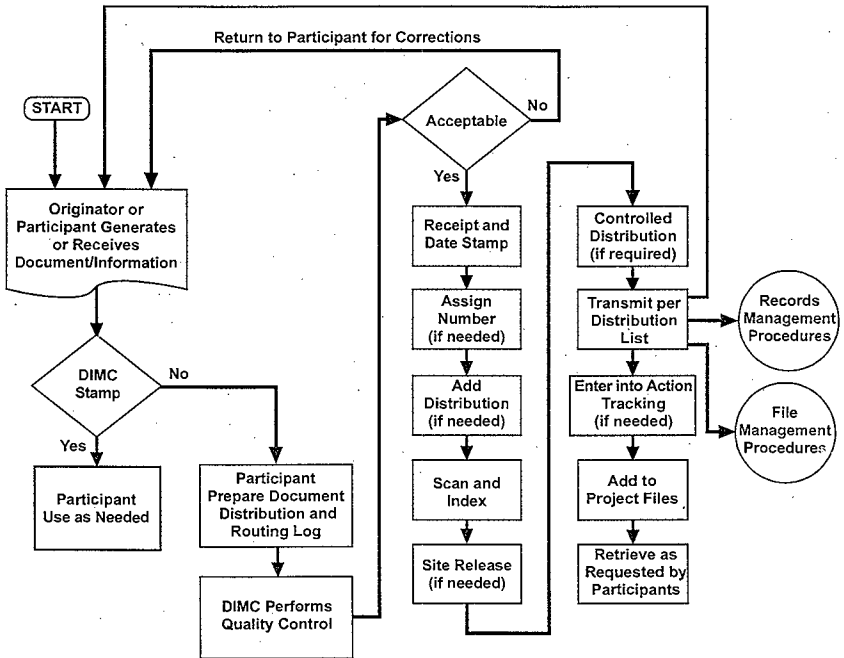 Return to Participant for Corrections
START
Acceptable
No
Yes
Originator or
Participant Generates
or Receives
Document/Information
DIMC
Stamp
No
Yes
Participant
Use as Needed
Participant
Prepare Document
Distribution and
Routing Log
DIMC Performs
Quality Control
Receipt and
Date Stamp
Assign
Number
(if needed)
Add
Distribution
(if needed)
Scan and
Index
Site Release
(if needed)
Controlled
Distribution
(if required)
Transmit per
Distribution
List
Records
Management
Procedures
Enter into Action
Tracking
(if needed)
File
Management
Procedures
Add to
Project Files
Retrieve as
Requested by
Participants